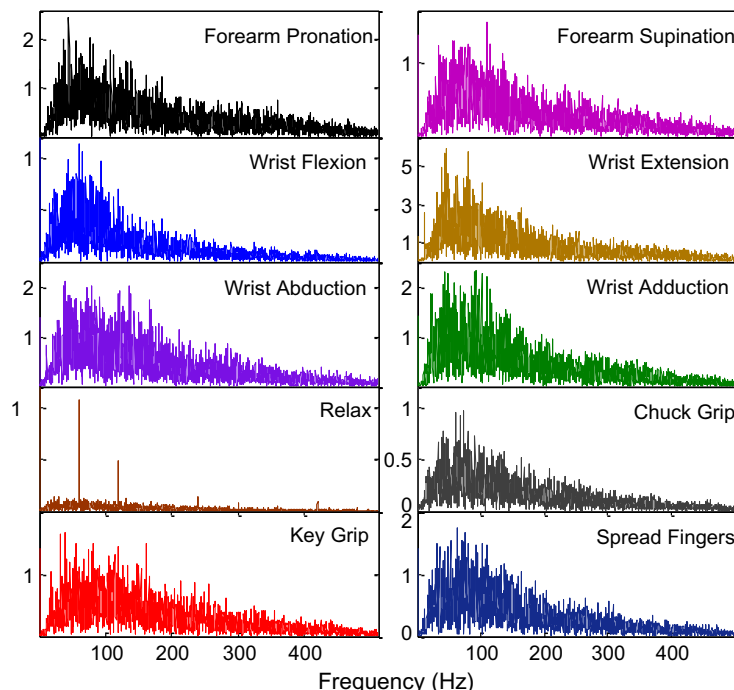 Forearm Pronation
2
1
Forearm Supination
1
Wrist Flexion
1
Wrist Extension
5
3
1
Wrist Abduction
2
1
Wrist Adduction
2
1
Relax
1
Chuck Grip
1
0.5
0
Key Grip
1
Spread Fingers
2
1
0
100 200 300 400
100 200 300 400
Frequency (Hz)